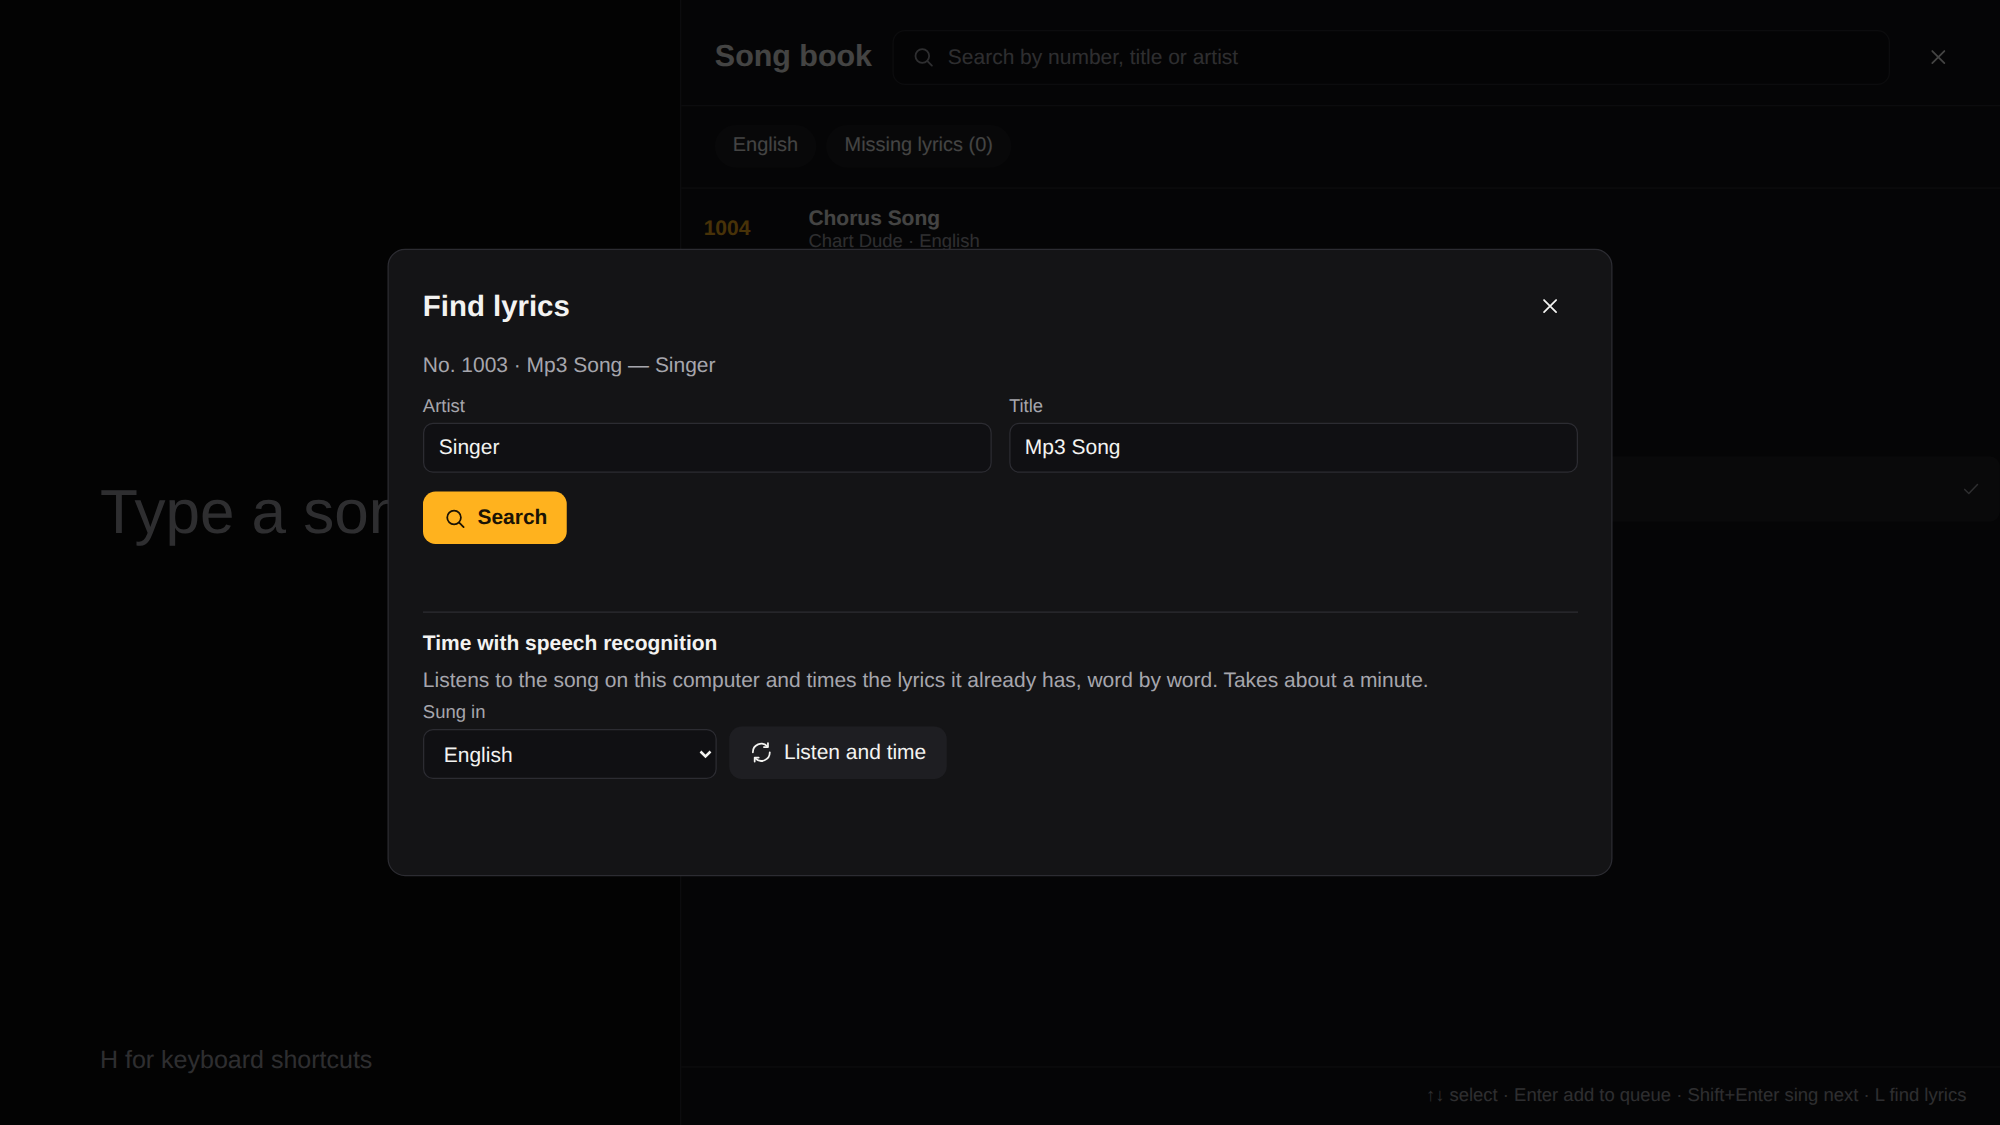 Song book
Search by number, title or artist
English
Missing lyrics (0)
1004
Chorus Song
Chart Dude · English
Type a son
Find lyrics
No. 1003 · Mp3 Song — Singer
Artist
Title
Singer
Mp3 Song
Search
Time with speech recognition
Listens to the song on this computer and times the lyrics it already has, word by word. Takes about a minute.
Sung in
English
Listen and time
H for keyboard shortcuts
↑↓ select · Enter add to queue · Shift+Enter sing next · L find lyrics